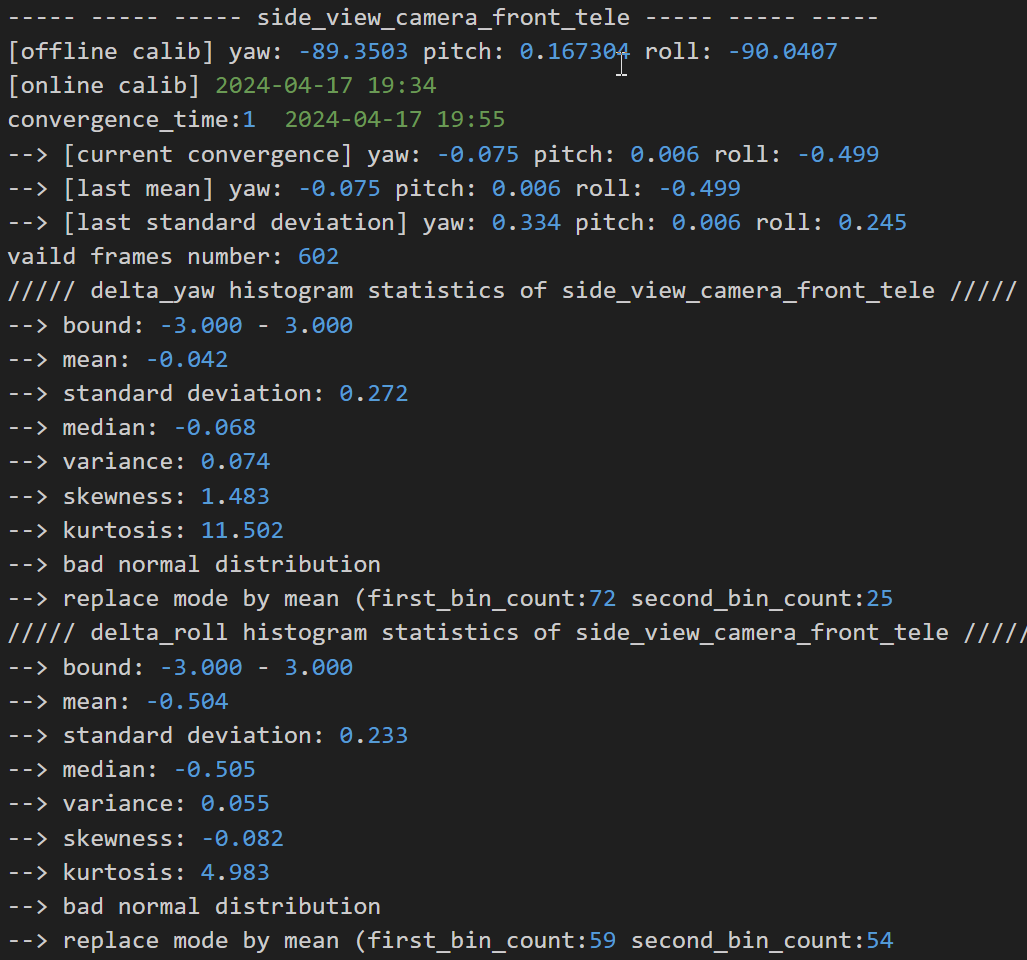 ----- ----- ----- side_view_camera_front_tele ----- ----- -----
[offline calib] yaw: -89.3503 pitch: 0.167304 roll: -90.0407
[online calib] 2024-04-17 19:34
convergence_time:1  2024-04-17 19:55
--> [current convergence] yaw: -0.075 pitch: 0.006 roll: -0.499
--> [last mean] yaw: -0.075 pitch: 0.006 roll: -0.499
--> [last standard deviation] yaw: 0.334 pitch: 0.006 roll: 0.245
vaild frames number: 602
///// delta_yaw histogram statistics of side_view_camera_front_tele /////
--> bound: -3.000 - 3.000
--> mean: -0.042
--> standard deviation: 0.272
--> median: -0.068
--> variance: 0.074
--> skewness: 1.483
--> kurtosis: 11.502
--> bad normal distribution
--> replace mode by mean (first_bin_count:72 second_bin_count:25
///// delta_roll histogram statistics of side_view_camera_front_tele /////
--> bound: -3.000 - 3.000
--> mean: -0.504
--> standard deviation: 0.233
--> median: -0.505
--> variance: 0.055
--> skewness: -0.082
--> kurtosis: 4.983
--> bad normal distribution
--> replace mode by mean (first_bin_count:59 second_bin_count:54